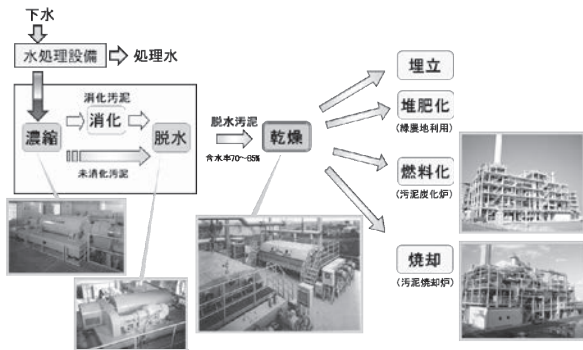 下水
水処理設備
処理水
消化汚泥
濃縮
消化
脱水
未消化汚泥
脱水汚泥
含水率70～85%
乾燥
埋立
堆肥化
(緑農地利用)
燃料化
(汚泥炭化炉)
焼却
(汚泥焼却炉)